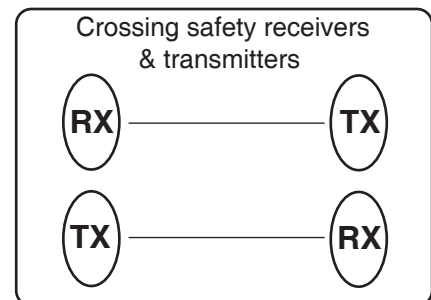 Crossing safety receivers
& transmitters
RX TX
TX RX